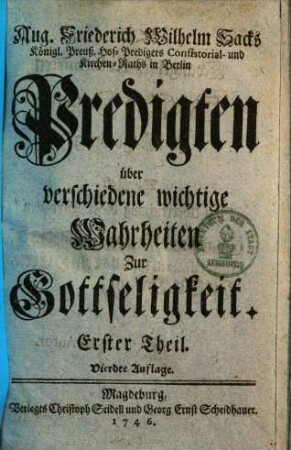 Aug. Friederich Wilhelm Sacks
Königl. Preuß. Hof-Predigers Consistorial- und
Kirchen-Raths in Berlin
Predigten
über
verschiedene wichtige
Wahrheiten
Zur
Gottseligkeit.
Erster Theil.
Vierdte Auflage.
Magdeburg,
Verlegts Christoph Seidell und Georg Ernst Scheidhauer.
1746.